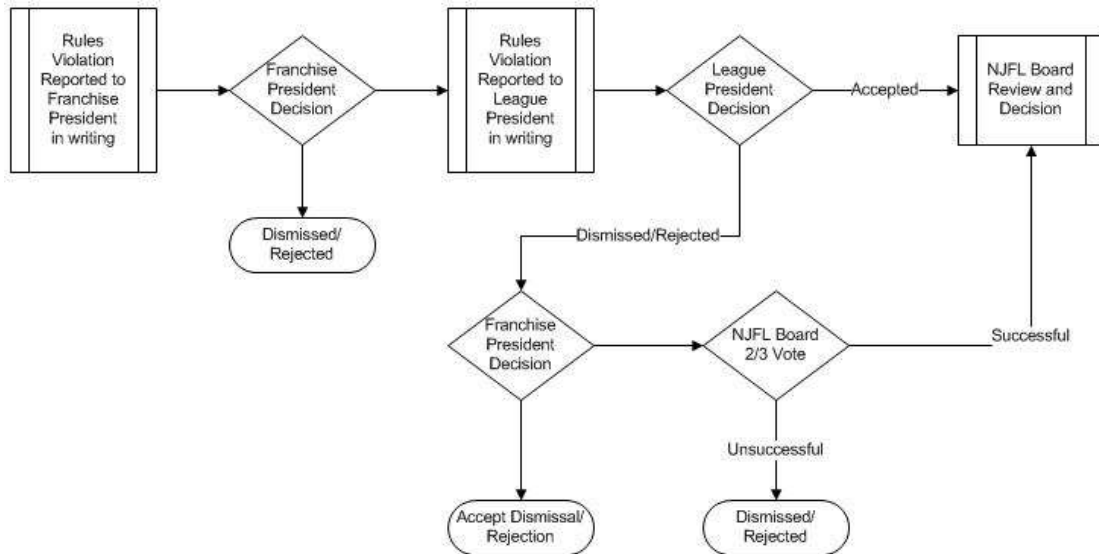 Rules
Violation
Reported to
Franchise
President
in writing
Franchise
President
Decision
Rules
Violation
Reported to
League
President
in writing
League
President
Decision
Accepted
NJFL Board
Review and
Decision
Dismissed/
Rejected
Dismissed/Rejected
Franchise
President
Decision
NJFL Board
2/3 Vote
Successful
Unsuccessful
Accept Dismissal/
Rejection
Dismissed/
Rejected